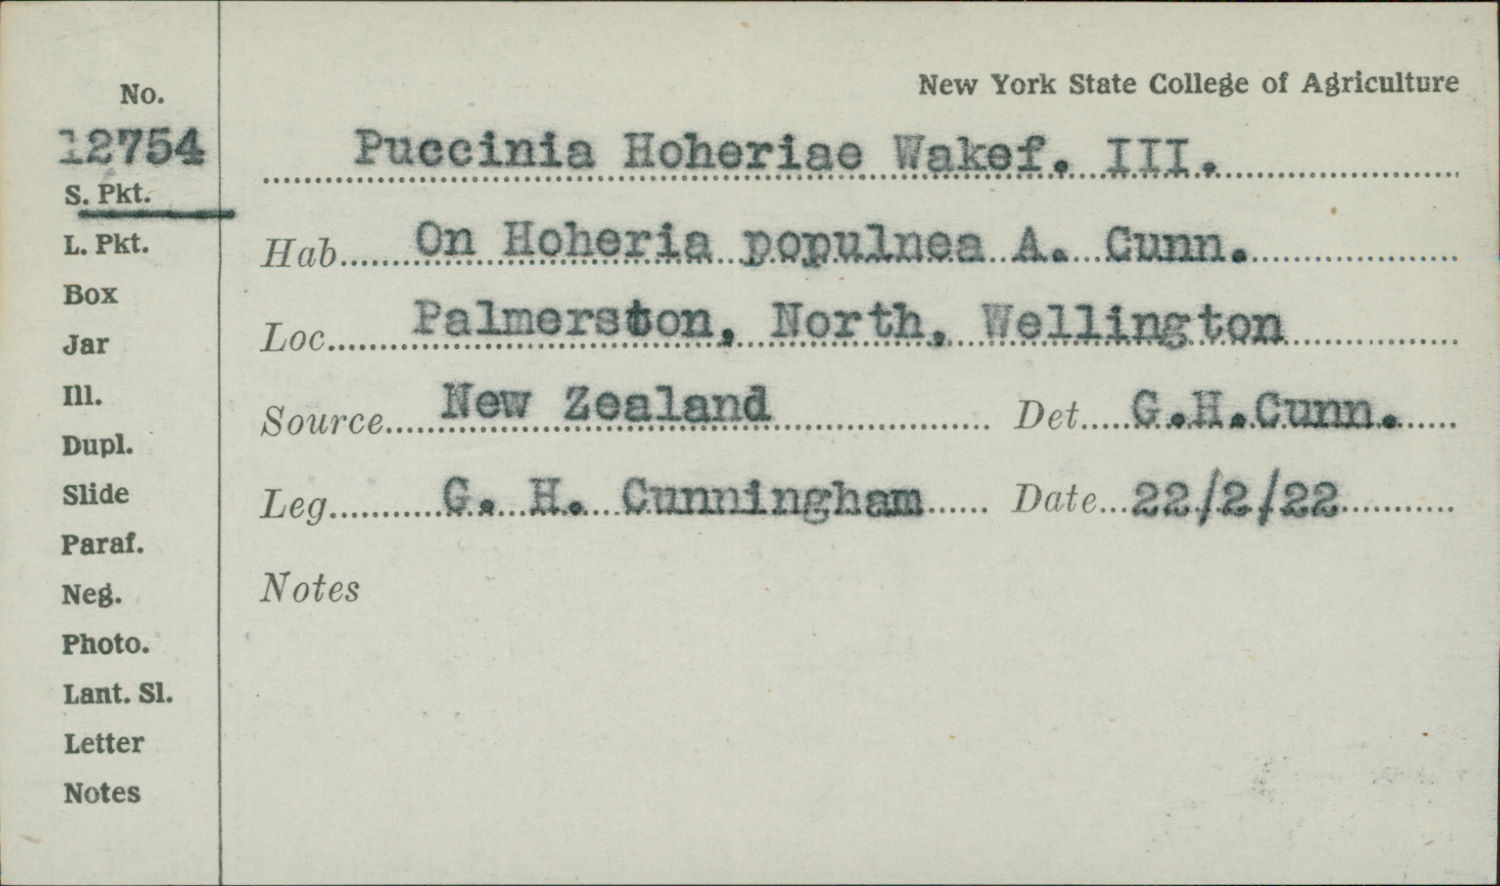 New York State College of Agriculture
No.
12754
Puccinia Hoheriae Wakef. III.
S. Pkt.
L. Pkt.
Hab. On Hoheria populnea A. Cunn.
Box
Jar
Loc. Palmerston, North, Wellington
Ill.
Source New Zealand Det. G.H.Cunn.
Dupl.
Slide
Leg. G. H. Cunningham Date 22/2/22
Paraf.
Neg.
Notes
Photo.
Lant. Sl.
Letter
Notes